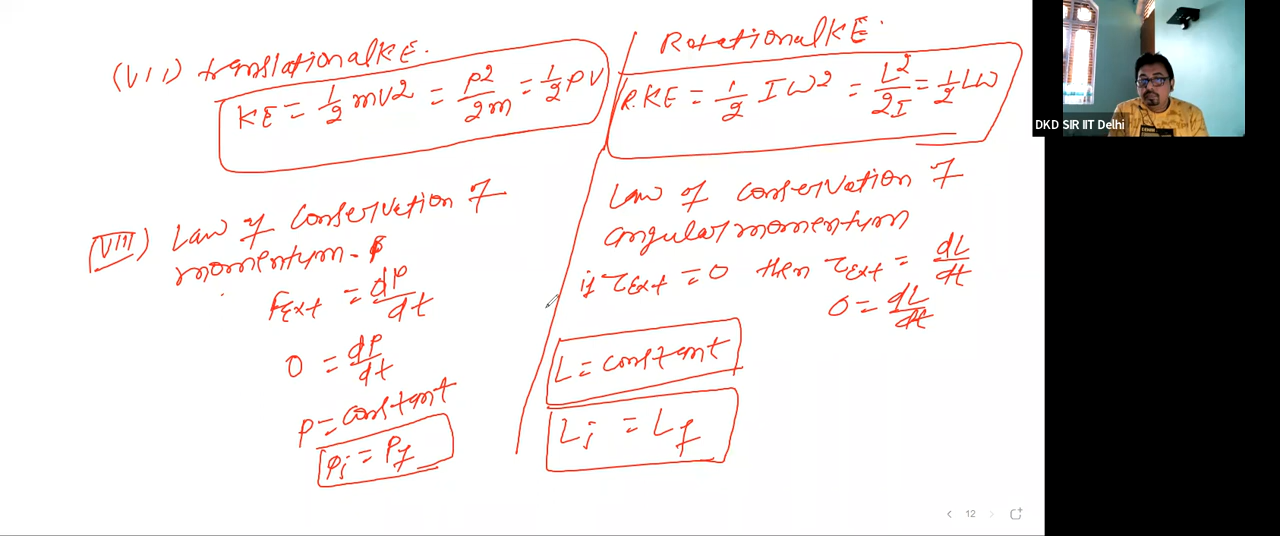 (VII) translational KE.
KE = 1/2 mv² = P²/2m = 1/2 PV
Rotational KE.
R.KE = 1/2 Iω² = L²/2I = 1/2 Lω
VIII) Law of Conservation of
momentum.
FExt = dP/dt
0 = dP/dt
P = constant
Pi = Pf
Law of conservation of
angular momentum
if τExt = 0 then τExt = dL/dt
0 = dL/dt
L = constant
Li = Lf
DKD SIR IIT Delhi
12